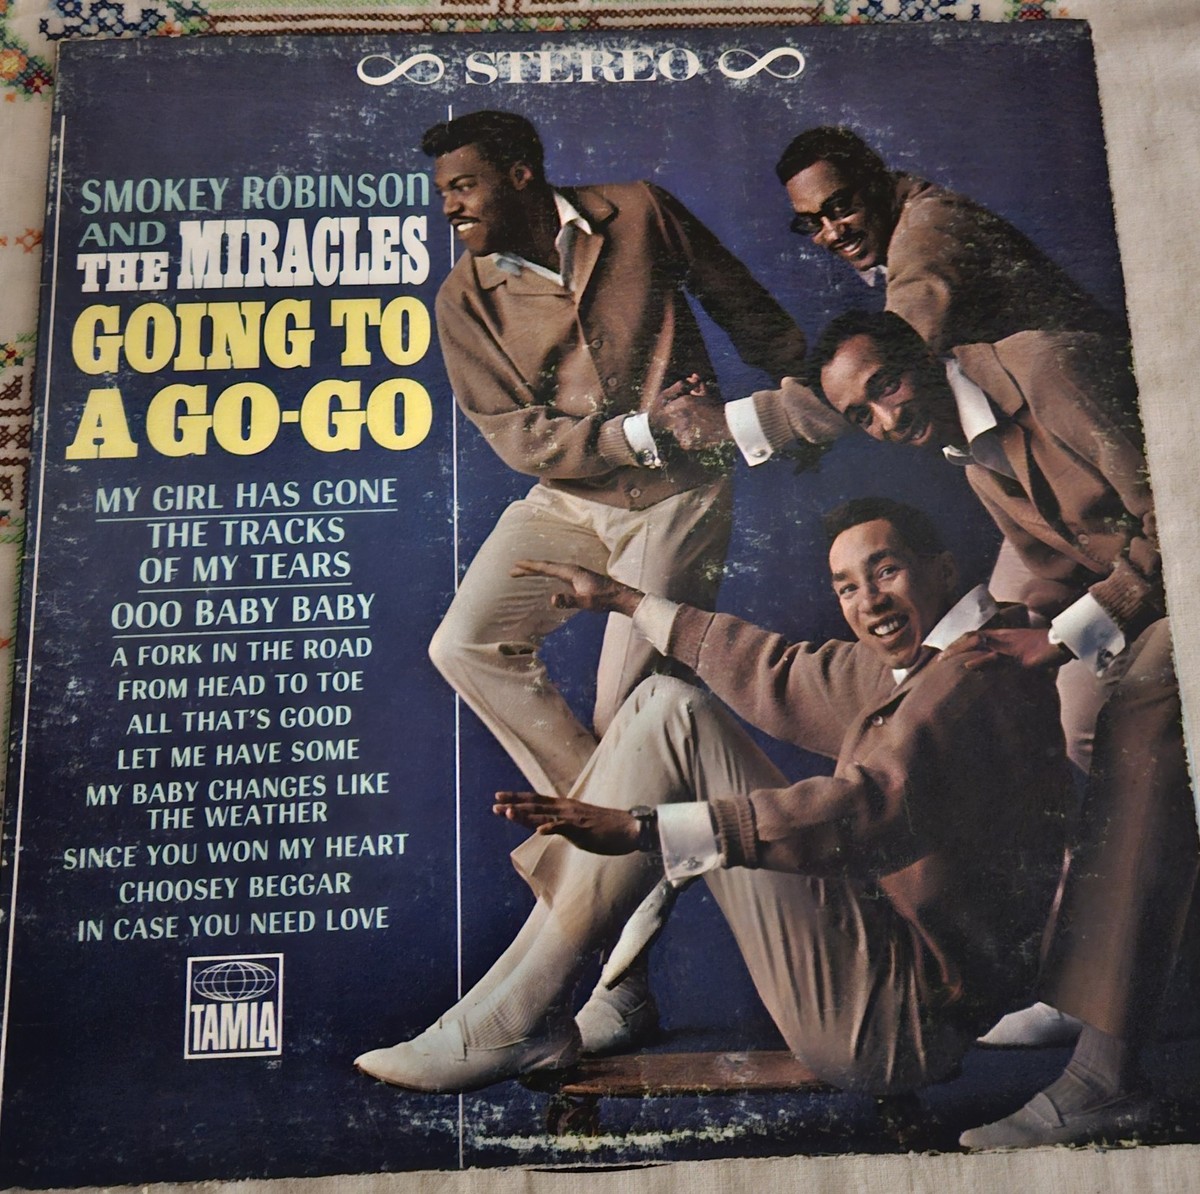 STEREO
SMOKEY ROBINSON
AND
THE MIRACLES
GOING TO
A GO-GO
MY GIRL HAS GONE
THE TRACKS
OF MY TEARS
OOO BABY BABY
A FORK IN THE ROAD
FROM HEAD TO TOE
ALL THAT'S GOOD
LET ME HAVE SOME
MY BABY CHANGES LIKE
THE WEATHER
SINCE YOU WON MY HEART
CHOOSEY BEGGAR
IN CASE YOU NEED LOVE
TAMLA
267